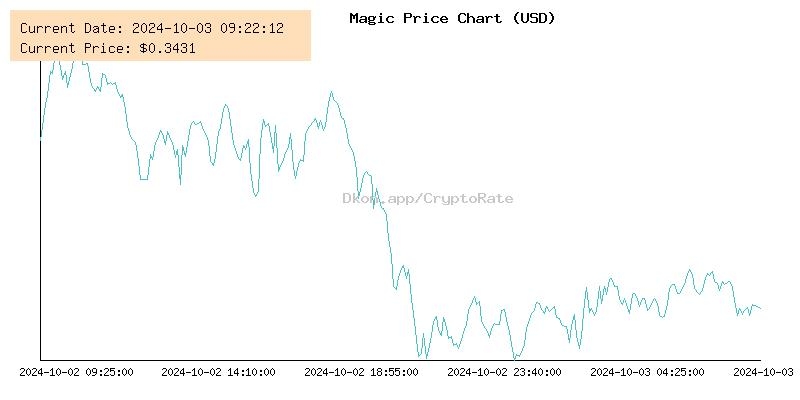 Magic Price Chart (USD)
Current Date: 2024-10-03 09:22:12
Current Price: $0.3431
Dkon.app/CryptoRate
2024-10-02 09:25:00 2024-10-02 14:10:00 2024-10-02 18:55:00 2024-10-02 23:40:00 2024-10-03 04:25:00 2024-10-03